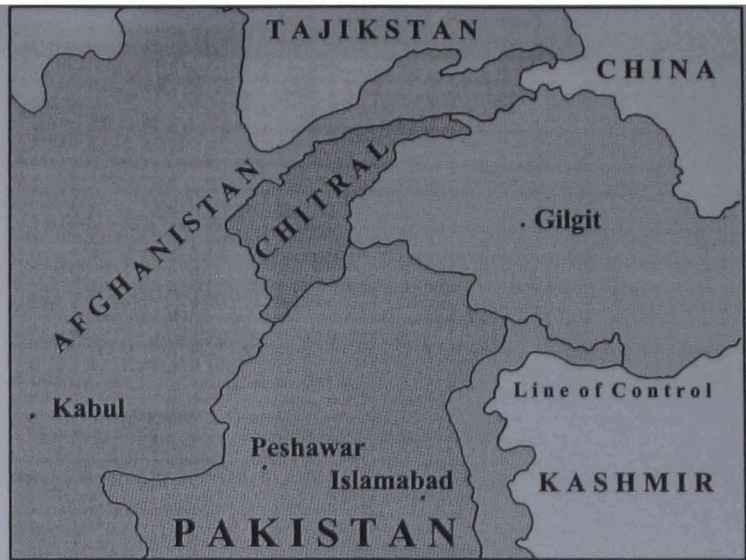 TAJIKSTAN
CHINA
AFGHANISTAN
CHITRAL
Gilgit
Line of Control
Kabul
Peshawar
Islamabad
KASHMIR
PAKISTAN